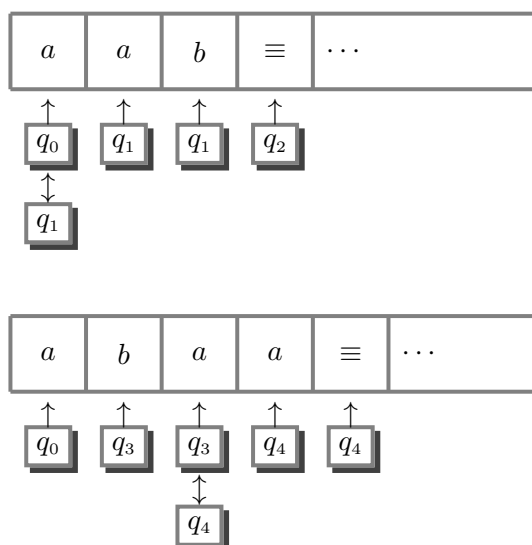 a a b ≡ ⋯
q₀ q₁ q₁ q₂
q₁
a b a a ≡ ⋯
q₀ q₃ q₃ q₄ q₄
q₄